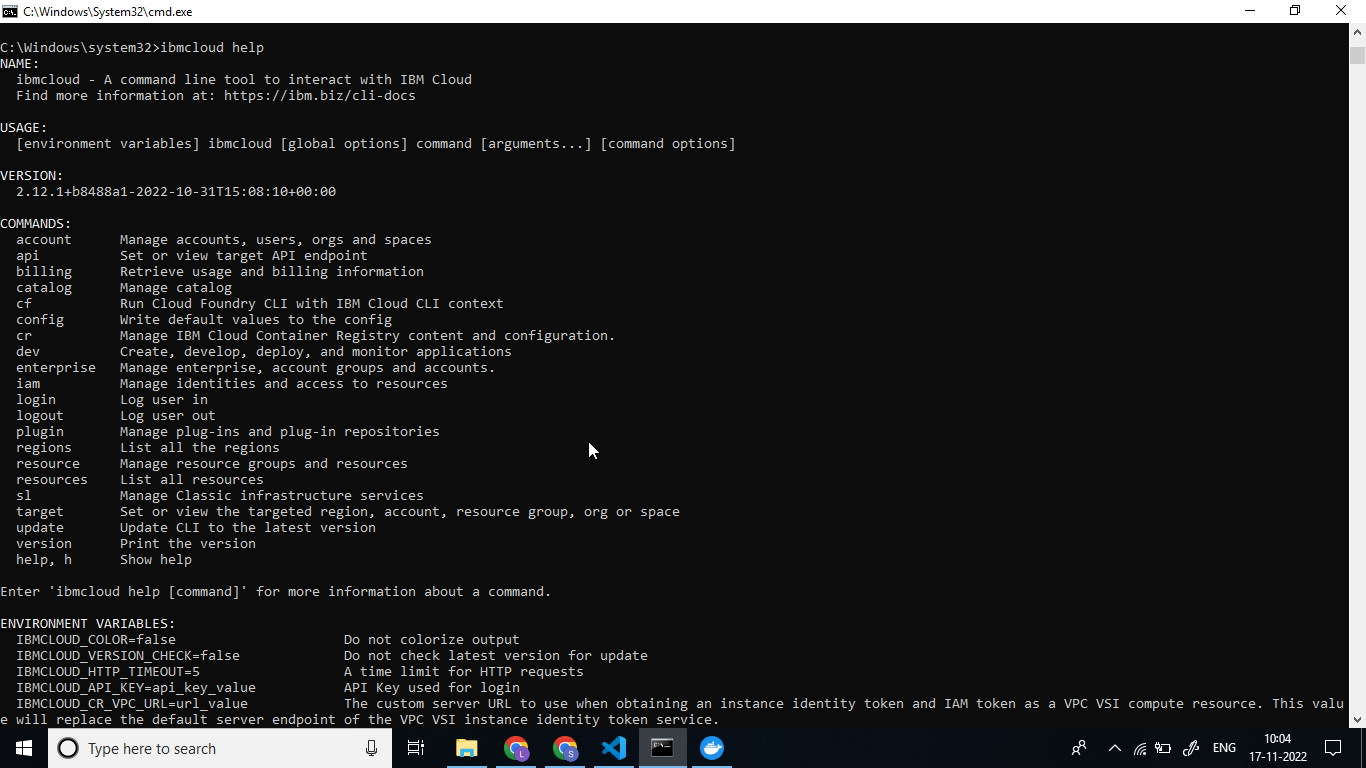 C:\Windows\System32\cmd.exe
C:\Windows\system32>ibmcloud help
NAME:
  ibmcloud - A command line tool to interact with IBM Cloud
  Find more information at: https://ibm.biz/cli-docs
USAGE:
  [environment variables] ibmcloud [global options] command [arguments...] [command options]
VERSION:
  2.12.1+b8488a1-2022-10-31T15:08:10+00:00
COMMANDS:
  account      Manage accounts, users, orgs and spaces
  api          Set or view target API endpoint
  billing      Retrieve usage and billing information
  catalog      Manage catalog
  cf           Run Cloud Foundry CLI with IBM Cloud CLI context
  config       Write default values to the config
  cr           Manage IBM Cloud Container Registry content and configuration.
  dev          Create, develop, deploy, and monitor applications
  enterprise   Manage enterprise, account groups and accounts.
  iam          Manage identities and access to resources
  login        Log user in
  logout       Log user out
  plugin       Manage plug-ins and plug-in repositories
  regions      List all the regions
  resource     Manage resource groups and resources
  resources    List all resources
  sl           Manage Classic infrastructure services
  target       Set or view the targeted region, account, resource group, org or space
  update       Update CLI to the latest version
  version      Print the version
  help, h      Show help
Enter 'ibmcloud help [command]' for more information about a command.
ENVIRONMENT VARIABLES:
  IBMCLOUD_COLOR=false                     Do not colorize output
  IBMCLOUD_VERSION_CHECK=false             Do not check latest version for update
  IBMCLOUD_HTTP_TIMEOUT=5                  A time limit for HTTP requests
  IBMCLOUD_API_KEY=api_key_value           API Key used for login
  IBMCLOUD_CR_VPC_URL=url_value            The custom server URL to use when obtaining an instance identity token and IAM token as a VPC VSI compute resource. This valu
e will replace the default server endpoint of the VPC VSI instance identity token service.
Type here to search
L
S
ENG
10:04
17-11-2022